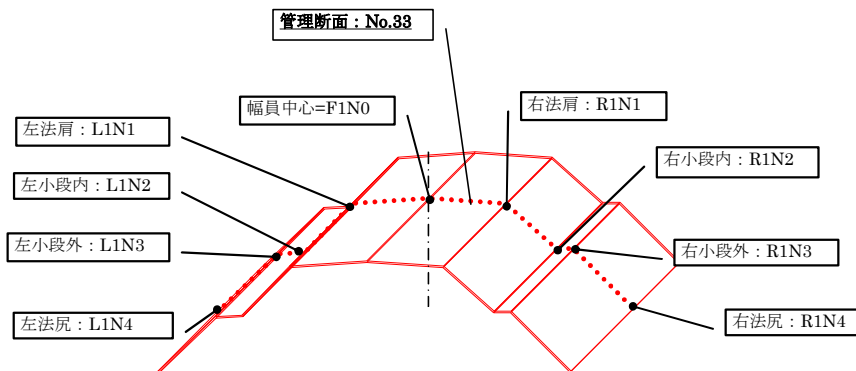 管理断面：No.33
幅員中心=F1N0
右法肩：R1N1
左法肩：L1N1
右小段内：R1N2
左小段内：L1N2
左小段外：L1N3
右小段外：R1N3
左法尻：L1N4
右法尻：R1N4